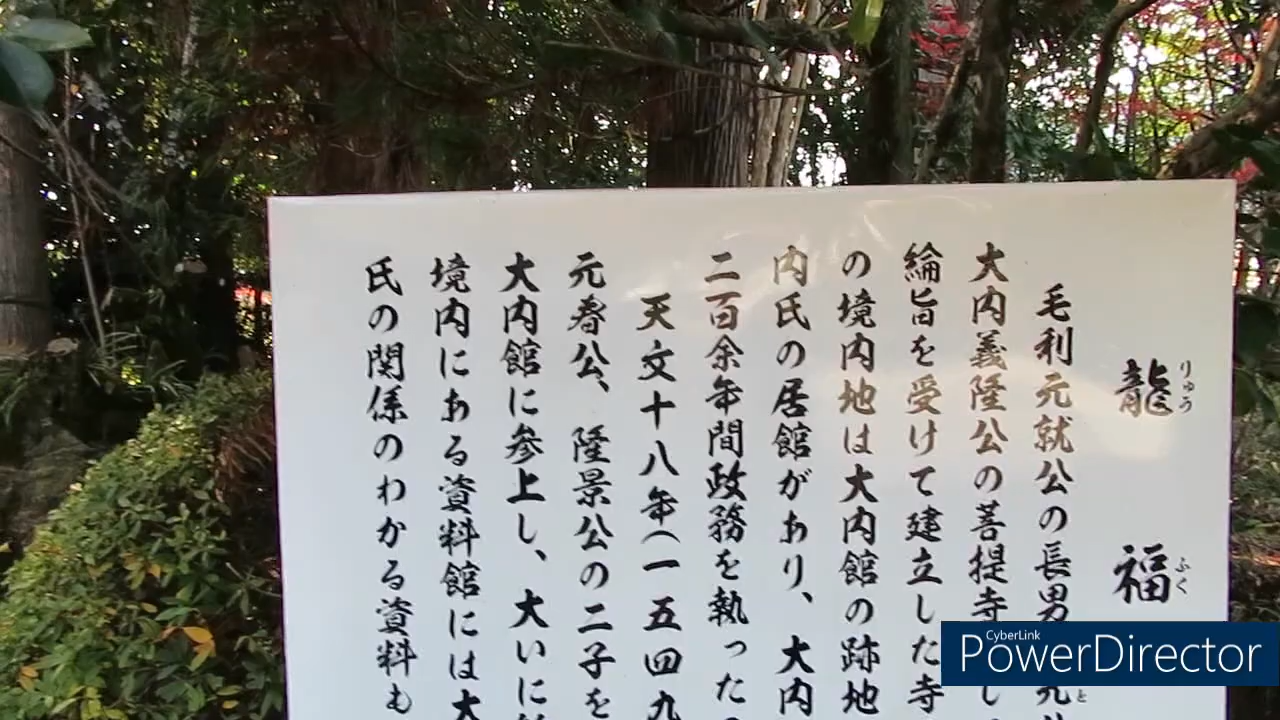 龍福
りゅう ふく
毛利元就公の長男
大内義隆公の菩提寺
綸旨を受けて建立した寺
の境内地は大内館の跡地
内氏の居館があり、大内
二百余年間政務を執った
天文十八年(一五四九
元春公、隆景公の二子を
大内館に参上し、大いに
境内にある資料館には大
氏の関係のわかる資料も
CyberLink
PowerDirector